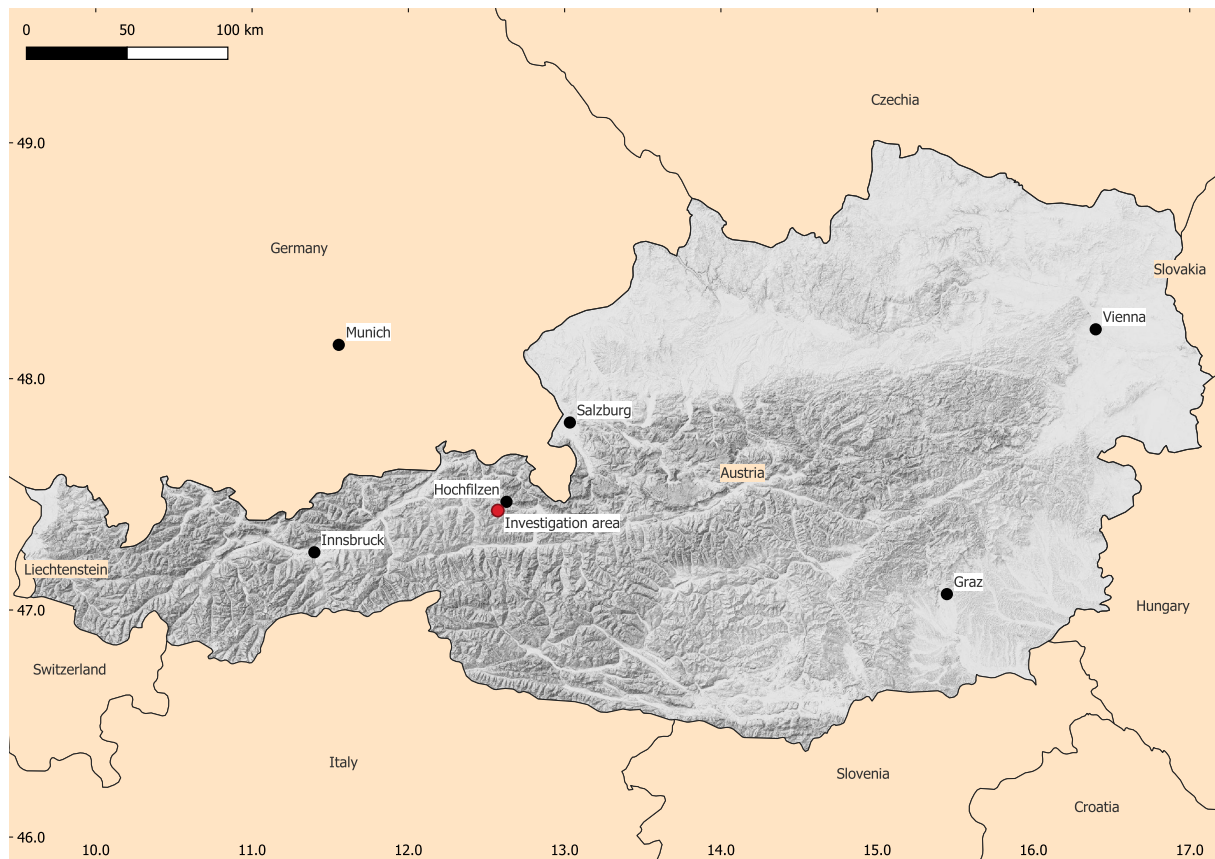 0 50 100 km
Czechia
49.0
Germany
Slovakia
Munich
Vienna
48.0
Salzburg
Austria
Hochfilzen
Investigation area
Innsbruck
Liechtenstein
Graz
47.0
Hungary
Switzerland
Italy
Slovenia
Croatia
46.0
10.0 11.0 12.0 13.0 14.0 15.0 16.0 17.0